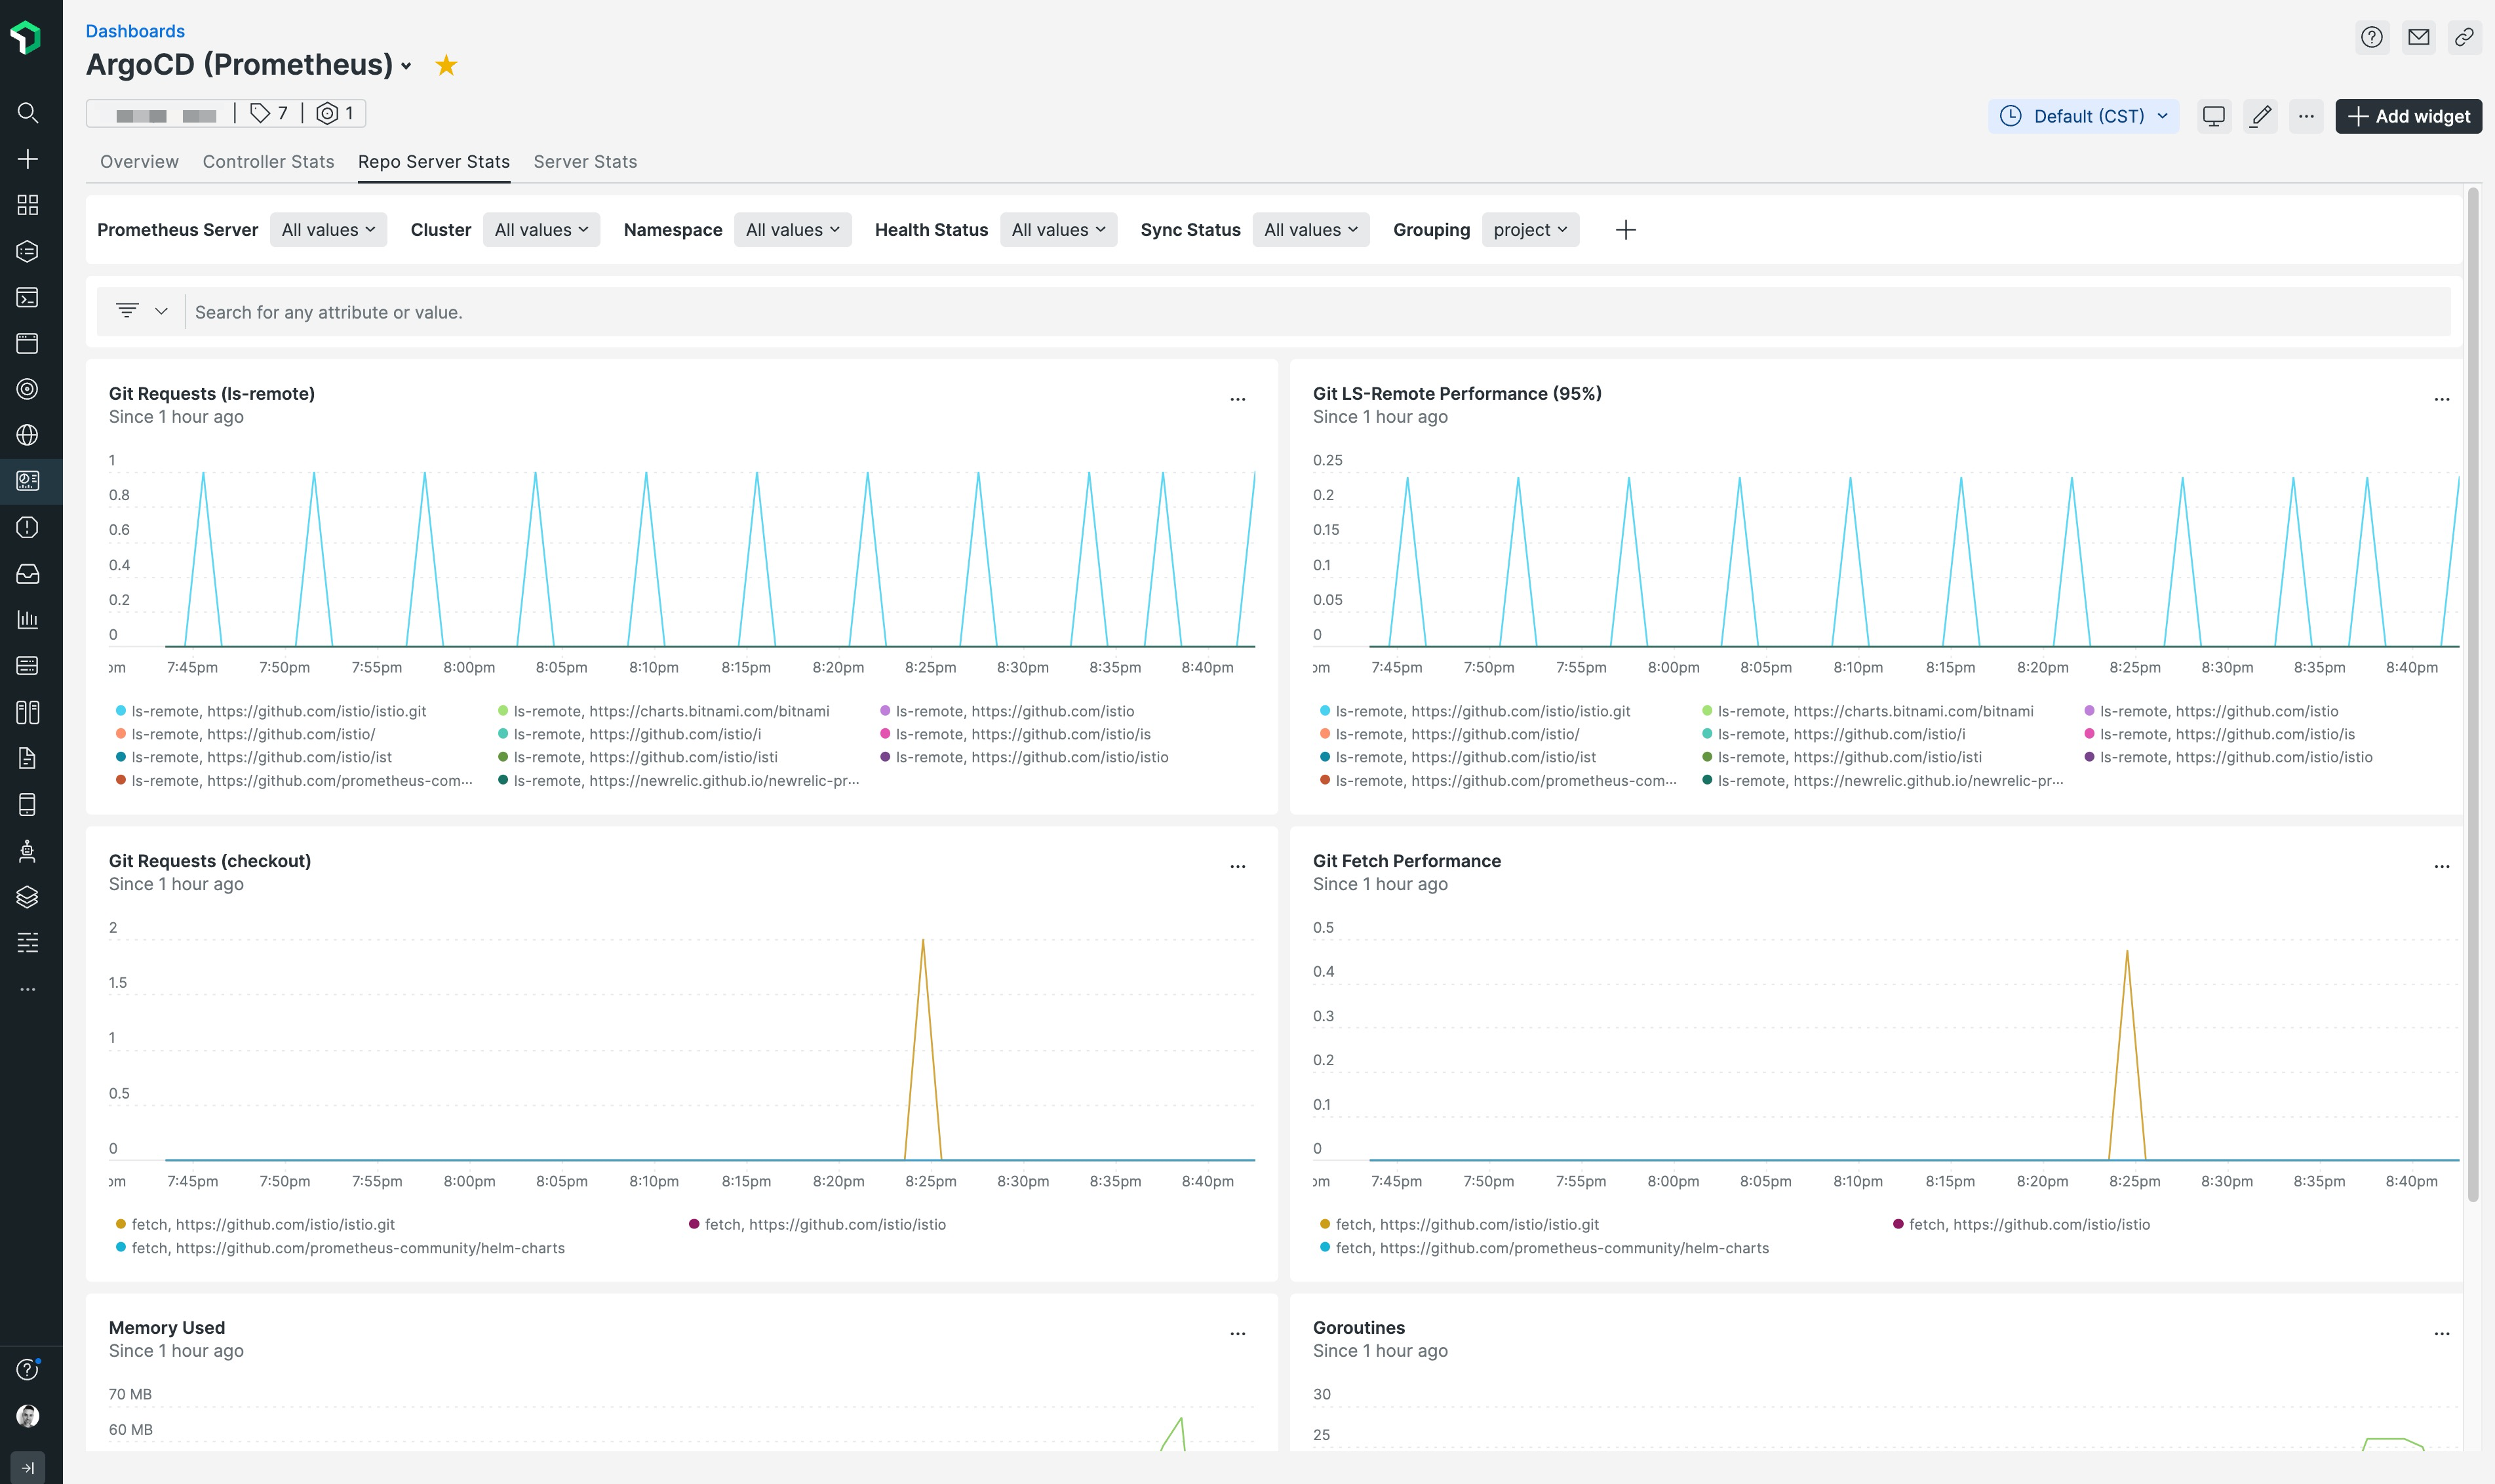 Dashboards
ArgoCD (Prometheus)
7 | 1
Default (CST)
Add widget
Overview Controller Stats Repo Server Stats Server Stats
Prometheus Server All values Cluster All values Namespace All values Health Status All values Sync Status All values Grouping project
Search for any attribute or value.
Git Requests (ls-remote)
Since 1 hour ago
1
0.8
0.6
0.4
0.2
0
pm 7:45pm 7:50pm 7:55pm 8:00pm 8:05pm 8:10pm 8:15pm 8:20pm 8:25pm 8:30pm 8:35pm 8:40pm
ls-remote, https://github.com/istio/istio.git ls-remote, https://charts.bitnami.com/bitnami ls-remote, https://github.com/istio
ls-remote, https://github.com/istio/ ls-remote, https://github.com/istio/i ls-remote, https://github.com/istio/is
ls-remote, https://github.com/istio/ist ls-remote, https://github.com/istio/isti ls-remote, https://github.com/istio/istio
ls-remote, https://github.com/prometheus-com... ls-remote, https://newrelic.github.io/newrelic-pr...
Git LS-Remote Performance (95%)
Since 1 hour ago
0.25
0.2
0.15
0.1
0.05
0
pm 7:45pm 7:50pm 7:55pm 8:00pm 8:05pm 8:10pm 8:15pm 8:20pm 8:25pm 8:30pm 8:35pm 8:40pm
ls-remote, https://github.com/istio/istio.git ls-remote, https://charts.bitnami.com/bitnami ls-remote, https://github.com/istio
ls-remote, https://github.com/istio/ ls-remote, https://github.com/istio/i ls-remote, https://github.com/istio/is
ls-remote, https://github.com/istio/ist ls-remote, https://github.com/istio/isti ls-remote, https://github.com/istio/istio
ls-remote, https://github.com/prometheus-com... ls-remote, https://newrelic.github.io/newrelic-pr...
Git Requests (checkout)
Since 1 hour ago
2
1.5
1
0.5
0
pm 7:45pm 7:50pm 7:55pm 8:00pm 8:05pm 8:10pm 8:15pm 8:20pm 8:25pm 8:30pm 8:35pm 8:40pm
fetch, https://github.com/istio/istio.git fetch, https://github.com/istio/istio
fetch, https://github.com/prometheus-community/helm-charts
Git Fetch Performance
Since 1 hour ago
0.5
0.4
0.3
0.2
0.1
0
pm 7:45pm 7:50pm 7:55pm 8:00pm 8:05pm 8:10pm 8:15pm 8:20pm 8:25pm 8:30pm 8:35pm 8:40pm
fetch, https://github.com/istio/istio.git fetch, https://github.com/istio/istio
fetch, https://github.com/prometheus-community/helm-charts
Memory Used
Since 1 hour ago
70 MB
60 MB
Goroutines
Since 1 hour ago
30
25